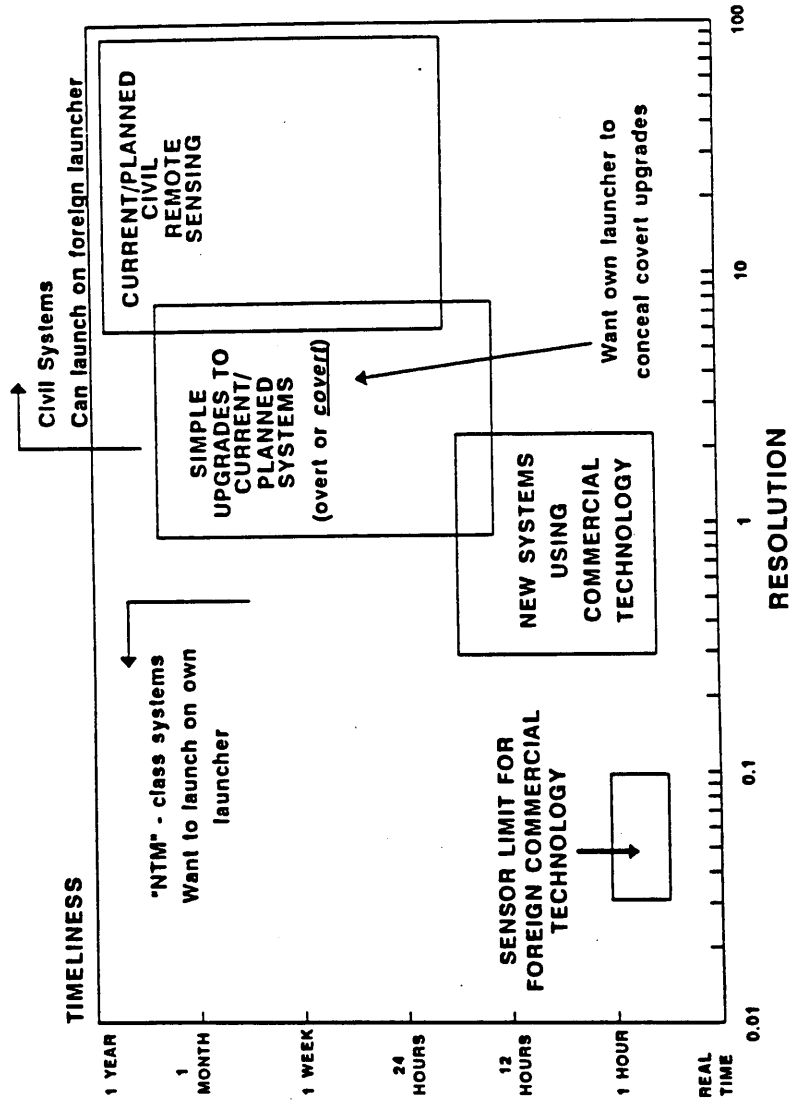 Civil Systems
Can launch on foreign launcher
TIMELINESS
"NTM" - class systems
Want to launch on own
launcher
CURRENT/PLANNED
CIVIL
REMOTE
SENSING
SIMPLE
UPGRADES TO
CURRENT/
PLANNED
SYSTEMS
(overt or covert)
Want own launcher to
conceal covert upgrades
NEW SYSTEMS
USING
COMMERCIAL
TECHNOLOGY
SENSOR LIMIT FOR
FOREIGN COMMERCIAL
TECHNOLOGY
1 YEAR
1
MONTH
1 WEEK
24
HOURS
12
HOURS
1 HOUR
REAL
TIME
0.01
0.1
1
10
100
RESOLUTION